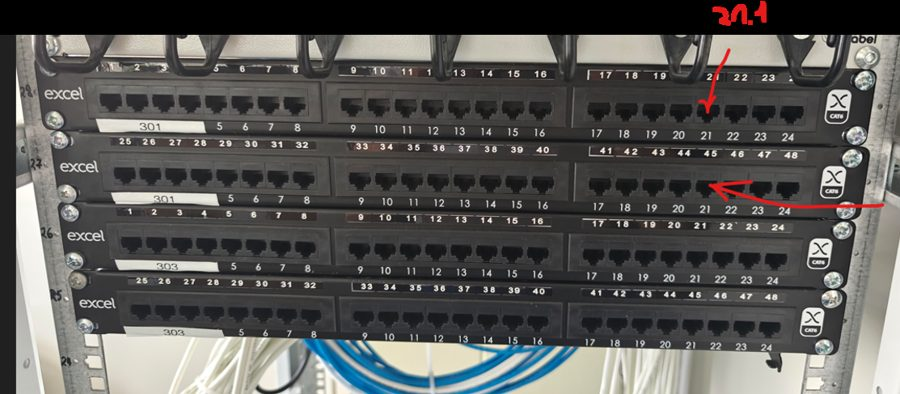 21.1
abel
1 2 3 5 6 7 8 9 10 11 13 14 15 16 17 18 19 21 22 23
excel CAT6
301 5 6 7 8 9 10 11 12 13 14 15 16 17 18 19 20 21 22 23 24
25 26 27 28 29 30 31 32 33 34 35 36 37 38 39 40 41 42 43 44 45 46 47 48
excel CAT6
301 5 6 7 8 9 10 11 12 13 14 15 16 17 18 19 20 21 22 23 24
1 2 3 4 5 6 7 8 9 10 11 12 13 14 15 16 17 18 19 20 21 22 23 24
26 excel CAT6
303 5 6 7 8 9 10 11 12 13 14 15 16 17 18 19 20 21 22 23 24
25 26 27 28 29 30 31 32 33 34 35 36 37 38 39 40 41 42 43 44 45 46 47 48
excel CAT6
303 5 6 7 8 9 10 11 12 13 14 15 16 17 18 19 20 21 22 23 24